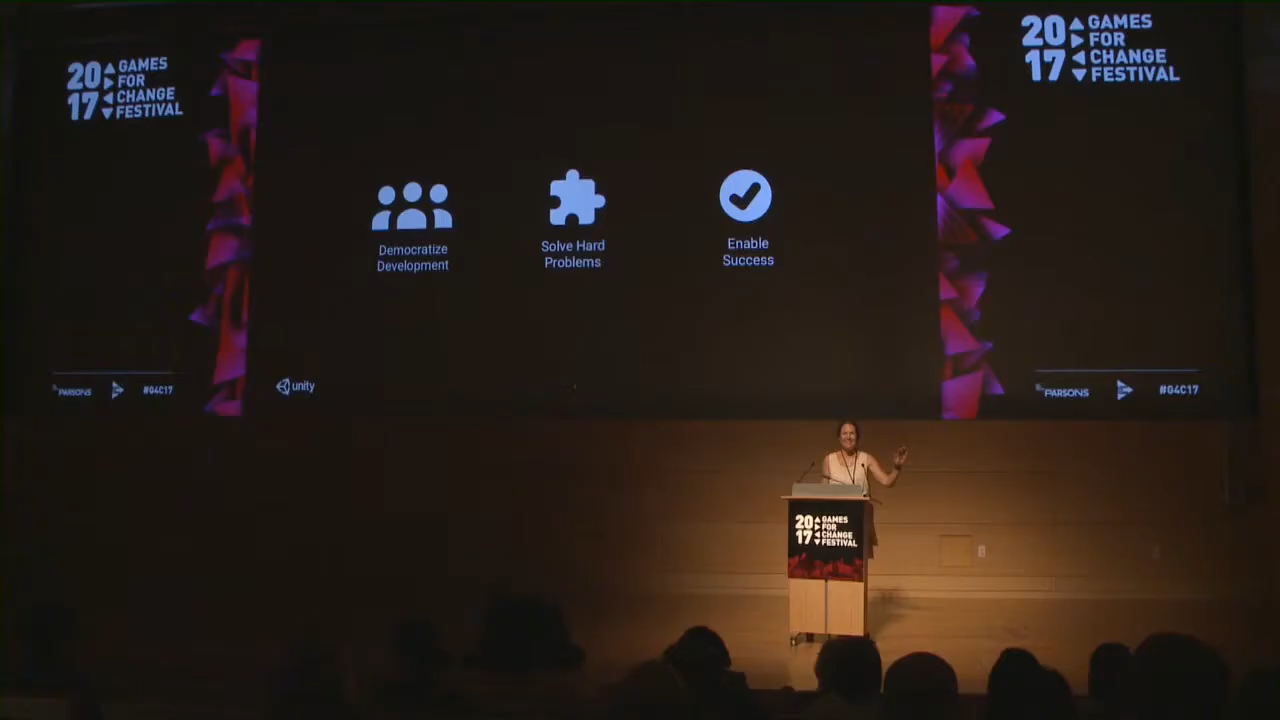 20 GAMES
FOR
17 CHANGE
FESTIVAL
20 GAMES
FOR
17 CHANGE
FESTIVAL
Democratize
Development
Solve Hard
Problems
Enable
Success
PARSONS
#G4C17
unity
PARSONS
#G4C17
20 GAMES
FOR
17 CHANGE
FESTIVAL